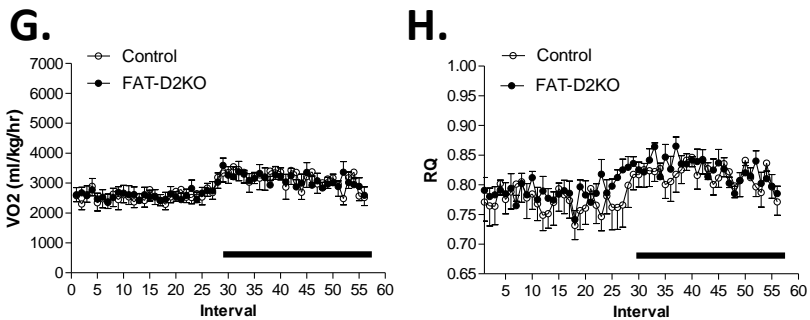 G.
Control
FAT-D2KO
7000
6000
5000
4000
3000
2000
1000
0
VO2 (ml/kg/hr)
0 5 10 15 20 25 30 35 40 45 50 55 60
Interval
H.
Control
FAT-D2KO
1.00
0.95
0.90
0.85
0.80
0.75
0.70
0.65
RQ
5 10 15 20 25 30 35 40 45 50 55 60
Interval